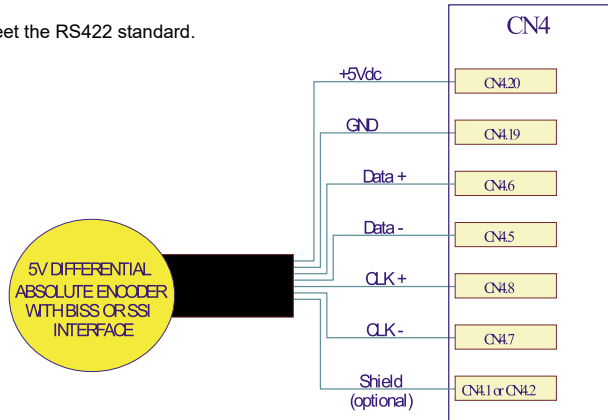 eet the RS422 standard.
CN4
+5Vdc
CN4.20
GND
CN4.19
Data +
CN4.6
Data -
CN4.5
CLK +
CN4.8
CLK -
CN4.7
Shield
(optional)
CN4.1 or CN4.2
5V DIFFERENTIAL
ABSOLUTE ENCODER
WITH BISS OR SSI
INTERFACE